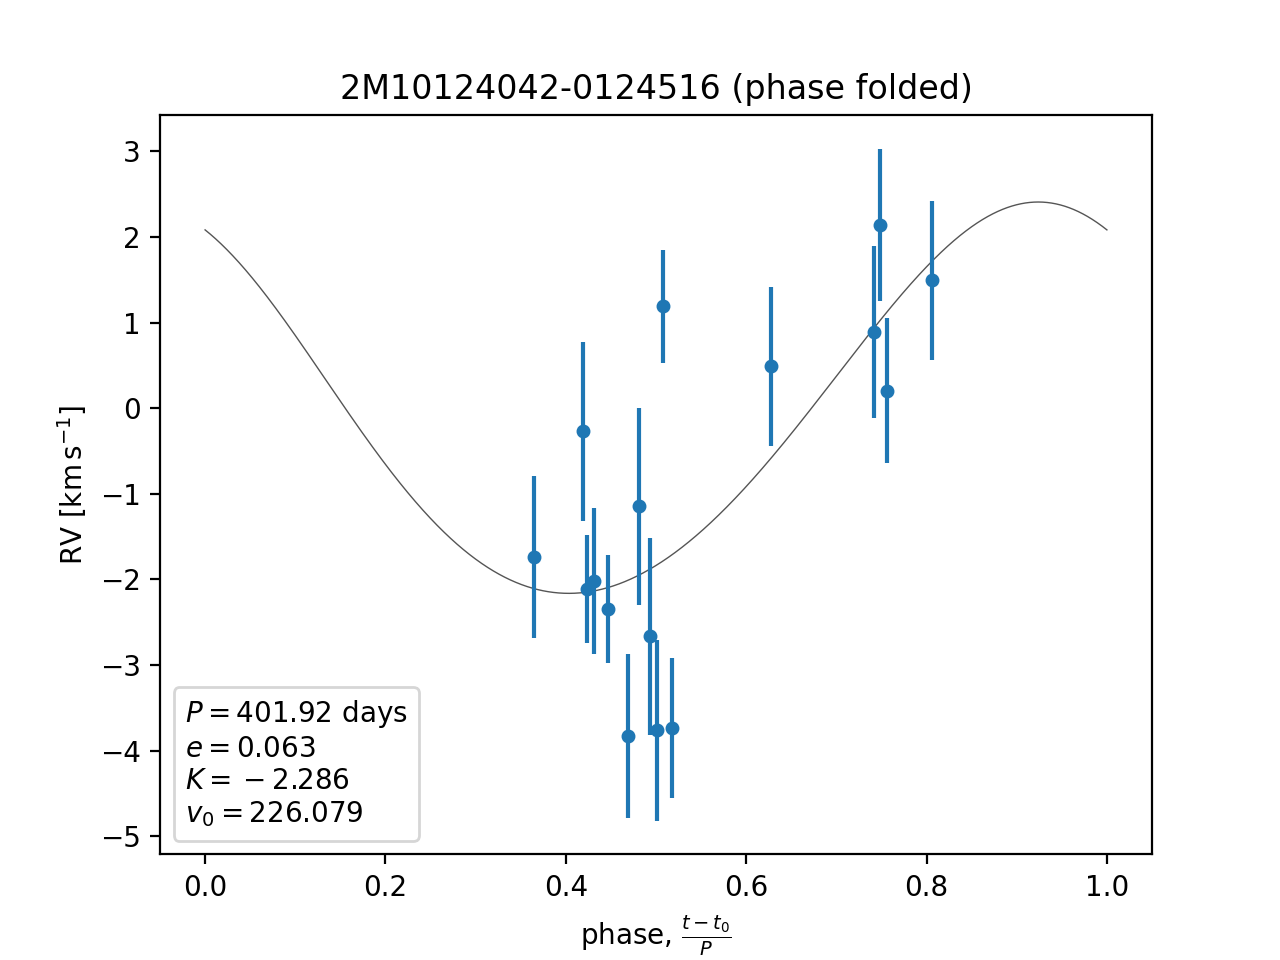 2M10124042-0124516 (phase folded)
3
2
1
0
−1
−2
−3
−4
−5
RV [km s⁻¹]
P = 401.92 days
e = 0.063
K = −2.286
v₀ = 226.079
0.0 0.2 0.4 0.6 0.8 1.0
phase, (t − t₀)/P